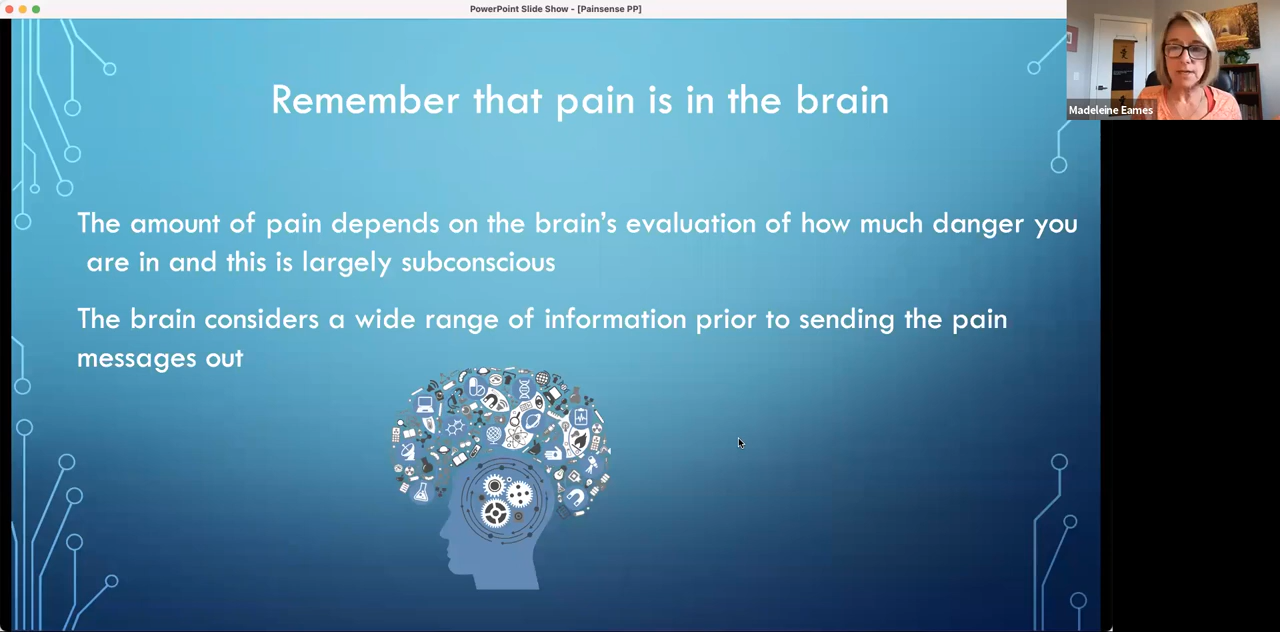 PowerPoint Slide Show - [Painsense PP]
Madeleine Eames
Remember that pain is in the brain
The amount of pain depends on the brain’s evaluation of how much danger you
are in and this is largely subconscious
The brain considers a wide range of information prior to sending the pain
messages out